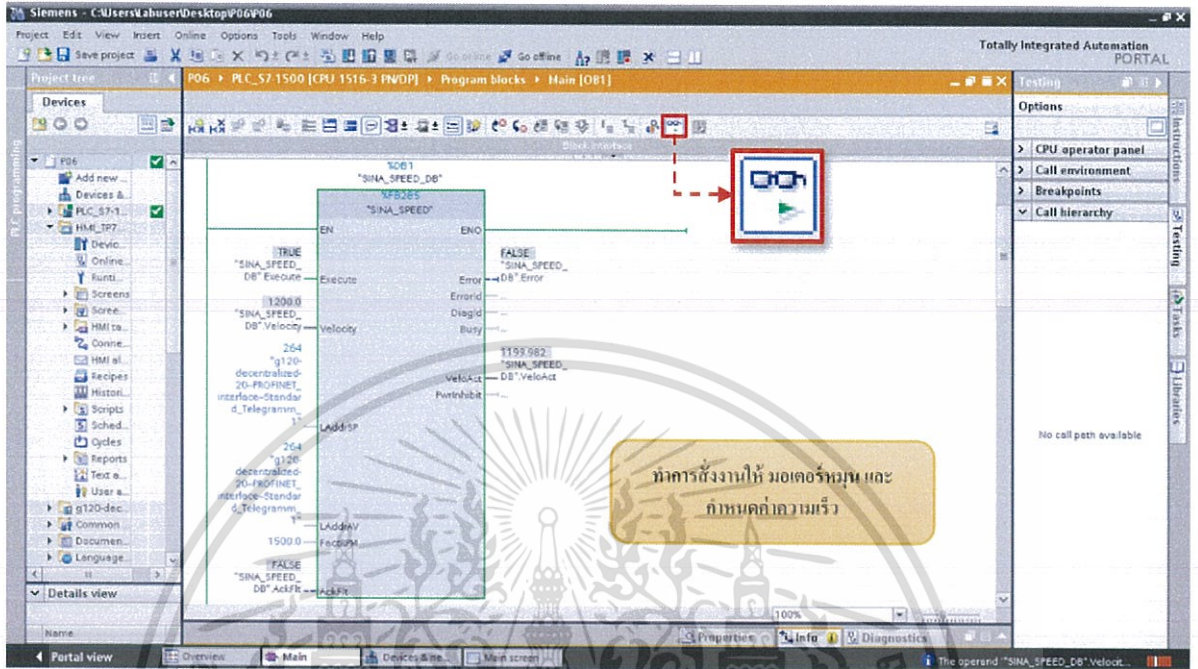 Siemens - C:\Users\Labuser\Desktop\P06\P06
Project Edit View Insert Online Options Tools Window Help
Totally Integrated Automation
PORTAL
Save project
Go online
Go offline
Project tree
P06 ▸ PLC_S7-1500 [CPU 1516-3 PN/DP] ▸ Program blocks ▸ Main [OB1]
Testing
Devices
Options
Block interface
PLC programming
P06
Add new ...
Devices &...
PLC_S7-1...
HMI_TP7...
Devic...
Online...
Runti...
Screens
Scree...
HMI ta...
Conne...
HMI al...
Recipes
Histori...
Scripts
Sched...
Cycles
Reports
Text a...
User a...
g120-dec...
Common ...
Documen...
Language...
Details view
Name
%DB1
"SINA_SPEED_DB"
%FB285
"SINA_SPEED"
EN
ENO
TRUE
"SINA_SPEED_
DB".Execute
Execute
1200.0
"SINA_SPEED_
DB".Velocity
Velocity
264
"g120-
decentralized-
20~PROFINET_
interface~Standar
d_Telegramm_
1"
LAddrSP
264
"g120-
decentralized-
20~PROFINET_
interface~Standar
d_Telegramm_
1"
LAddrAV
1500.0
FALSE
"SINA_SPEED_
DB".AckFlt
AckFlt
FALSE
"SINA_SPEED_
DB".Error
Error
ErrorId
...
DiagId
...
Busy
...
1199.982
"SINA_SPEED_
DB".VeloAct
VeloAct
PwrInhibit
...
ทำการสั่งงานให้ มอเตอร์หมุน และ
กำหนดค่าความเร็ว
CPU operator panel
Call environment
Breakpoints
Call hierarchy
No call path available
Instructions
Testing
Tasks
Libraries
100%
Properties
Info
Diagnostics
Portal view
Overview
Main
Devices & ne...
Main screen
The operand "SINA_SPEED_DB".Velocit...